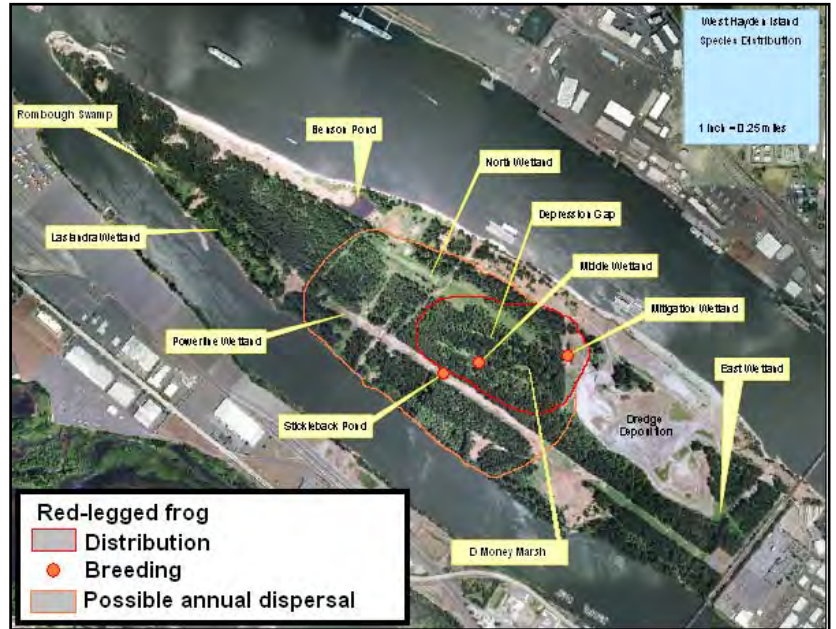 West Hayden Island
Species Distribution
1 inch = 0.25 miles
Rombough Swamp
Benson Pond
North Wetland
Depression Gap
Lasiandra Wetland
Middle Wetland
Mitigation Wetland
Powerline Wetland
East Wetland
Dredge
Deposition
Stickleback Pond
D Money Marsh
Red-legged frog
Distribution
Breeding
Possible annual dispersal